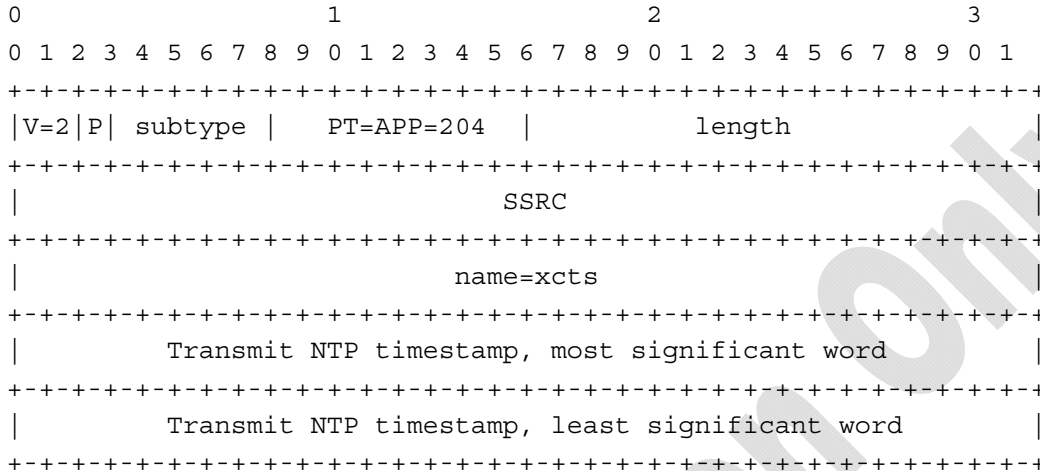 0                   1                   2                   3
0 1 2 3 4 5 6 7 8 9 0 1 2 3 4 5 6 7 8 9 0 1 2 3 4 5 6 7 8 9 0 1
+-+-+-+-+-+-+-+-+-+-+-+-+-+-+-+-+-+-+-+-+-+-+-+-+-+-+-+-+-+-+-+-+
|V=2|P| subtype |   PT=APP=204  |          length               |
+-+-+-+-+-+-+-+-+-+-+-+-+-+-+-+-+-+-+-+-+-+-+-+-+-+-+-+-+-+-+-+-+
|                              SSRC                             |
+-+-+-+-+-+-+-+-+-+-+-+-+-+-+-+-+-+-+-+-+-+-+-+-+-+-+-+-+-+-+-+-+
|                           name=xcts                           |
+-+-+-+-+-+-+-+-+-+-+-+-+-+-+-+-+-+-+-+-+-+-+-+-+-+-+-+-+-+-+-+-+
|         Transmit NTP timestamp, most significant word         |
+-+-+-+-+-+-+-+-+-+-+-+-+-+-+-+-+-+-+-+-+-+-+-+-+-+-+-+-+-+-+-+-+
|         Transmit NTP timestamp, least significant word        |
+-+-+-+-+-+-+-+-+-+-+-+-+-+-+-+-+-+-+-+-+-+-+-+-+-+-+-+-+-+-+-+-+